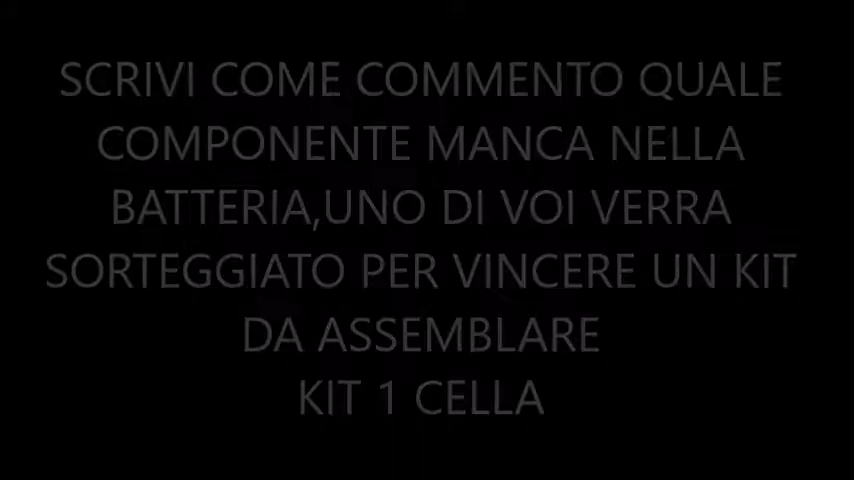 SCRIVI COME COMMENTO QUALE
COMPONENTE MANCA NELLA
BATTERIA,UNO DI VOI VERRA
SORTEGGIATO PER VINCERE UN KIT
DA ASSEMBLARE
KIT 1 CELLA